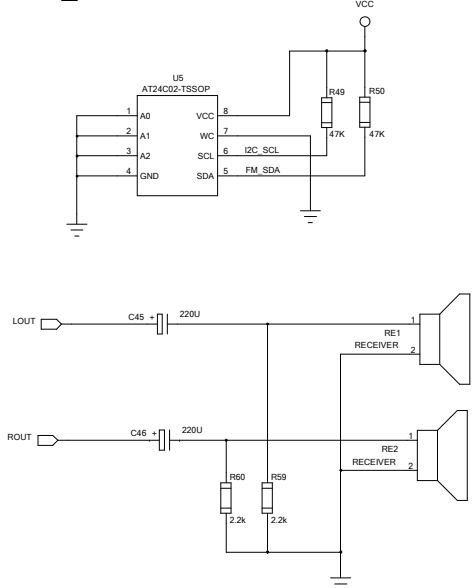 VCC
U5
AT24C02-TSSOP
R49
R50
1 A0 VCC 8
2 A1 WC 7
47K
47K
3 A2 SCL 6 I2C_SCL
4 GND SDA 5 FM_SDA
LOUT
C45 + 220U
1
RE1
RECEIVER
2
ROUT
C46 + 220U
1
RE2
RECEIVER
2
R60
R59
2.2k
2.2k